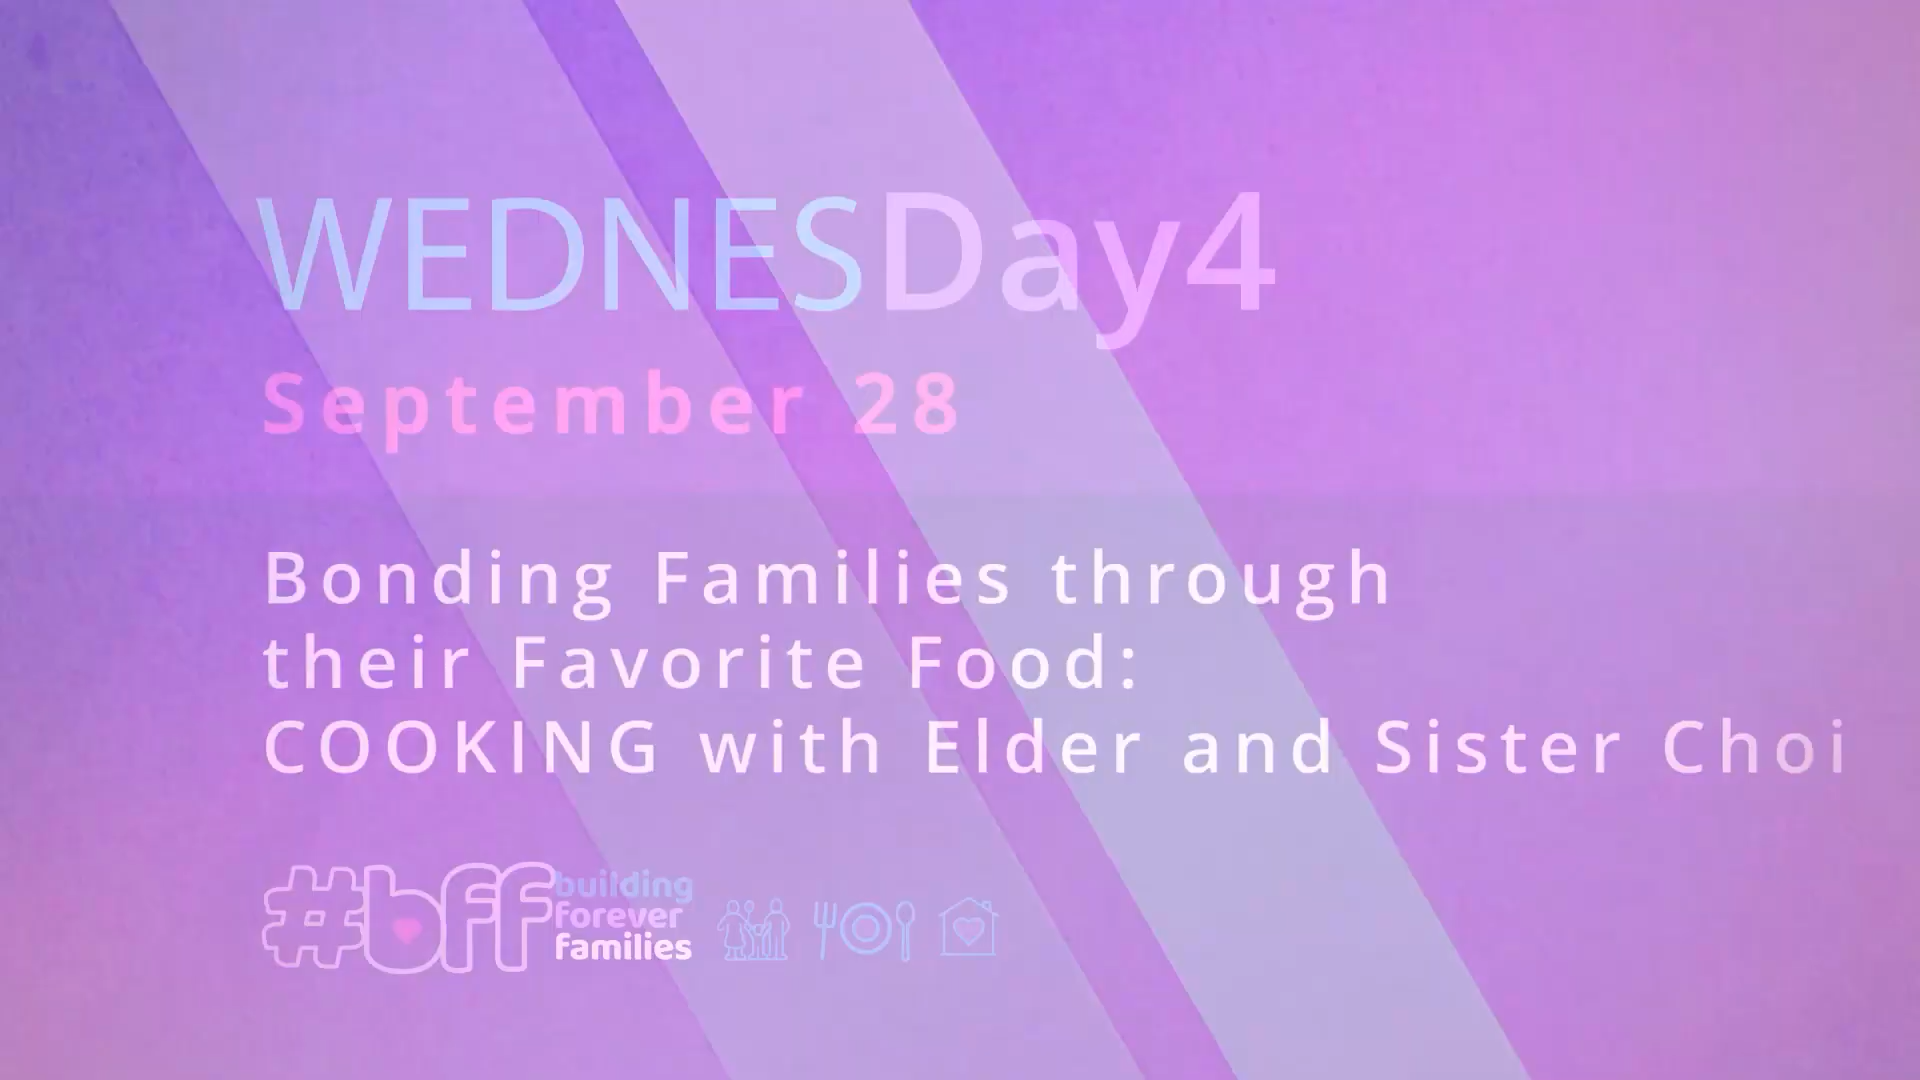 WEDNESDay4
September 28
Bonding Families through
their Favorite Food:
COOKING with Elder and Sister Choi
#bff building
forever
families